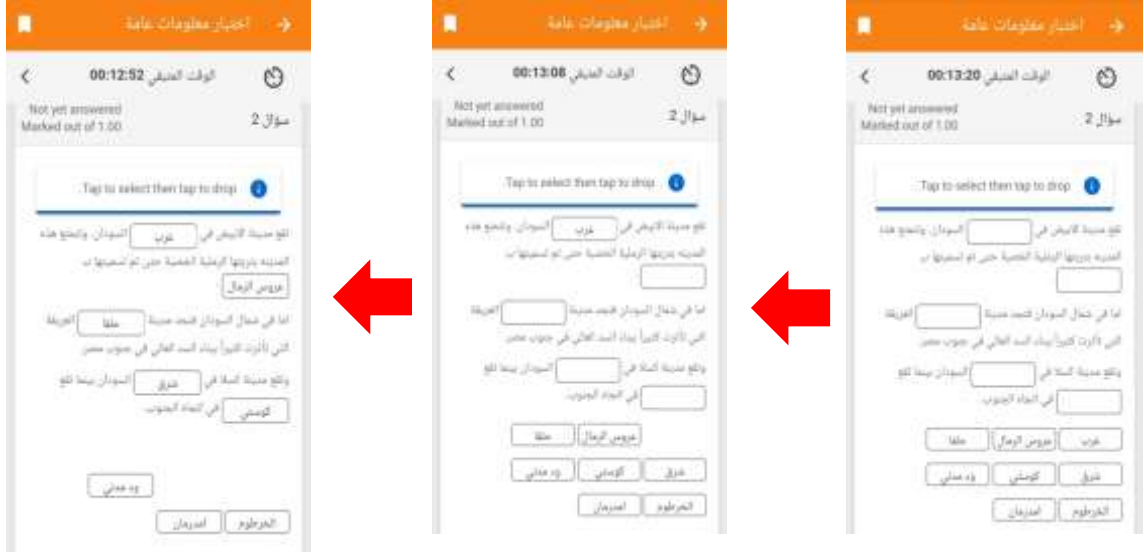 اختبار معلومات عامة
الوقت المتبقي 00:13:20
سؤال 2
Not yet answered
Marked out of 1.00
Tap to select then tap to drop.
تقع مدينة الابيض في السودان. وتتمتع هذه
المدينه بتربتها الرملية الخصبة حتى تم تسميتها ب
اما في شمال السودان فنجد مدينة العريقة
التي تأثرت كثيراً ببناء السد العالي في جنوب مصر.
وتقع مدينة كسلا في السودان بينما تقع
في اتجاه الجنوب.
غرب عروس الرمال حلفا
شرق كوستي ود مدني
الخرطوم امدرمان
اختبار معلومات عامة
الوقت المتبقي 00:13:08
سؤال 2
Not yet answered
Marked out of 1.00
Tap to select then tap to drop.
تقع مدينة الابيض في غرب السودان. وتتمتع هذه
المدينه بتربتها الرملية الخصبة حتى تم تسميتها ب
اما في شمال السودان فنجد مدينة العريقة
التي تأثرت كثيراً ببناء السد العالي في جنوب مصر.
وتقع مدينة كسلا في السودان بينما تقع
في اتجاه الجنوب.
عروس الرمال حلفا
شرق كوستي ود مدني
الخرطوم امدرمان
اختبار معلومات عامة
الوقت المتبقي 00:12:52
سؤال 2
Not yet answered
Marked out of 1.00
Tap to select then tap to drop.
تقع مدينة الابيض في غرب السودان. وتتمتع هذه
المدينه بتربتها الرملية الخصبة حتى تم تسميتها ب
عروس الرمال
اما في شمال السودان فنجد مدينة حلفا العريقة
التي تأثرت كثيراً ببناء السد العالي في جنوب مصر.
وتقع مدينة كسلا في شرق السودان بينما تقع
كوستي في اتجاه الجنوب.
ود مدني
الخرطوم امدرمان